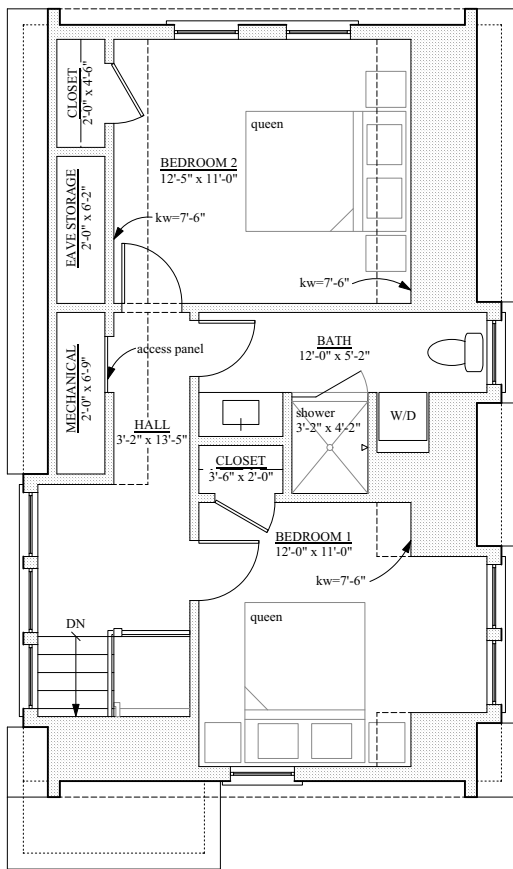 CLOSET
2'-0" x 4'-6"
queen
BEDROOM 2
12'-5" x 11'-0"
EAVE STORAGE
2'-0" x 6'-2"
kw=7'-6"
kw=7'-6"
MECHANICAL
2'-0" x 6'-9"
access panel
BATH
12'-0" x 5'-2"
HALL
3'-2" x 13'-5"
shower
3'-2" x 4'-2"
W/D
CLOSET
3'-6" x 2'-0"
BEDROOM 1
12'-0" x 11'-0"
kw=7'-6"
queen
DN